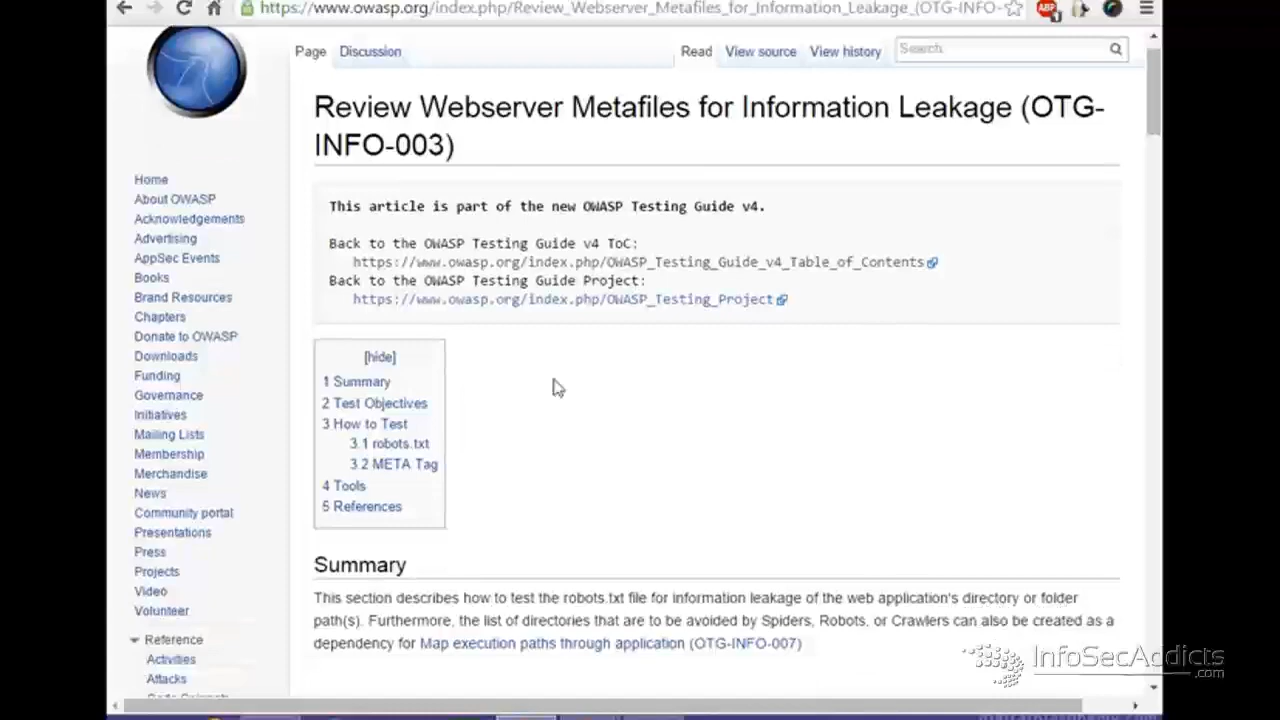 https://www.owasp.org/index.php/Review_Webserver_Metafiles_for_Information_Leakage_(OTG-INFO-
ABP
Page Discussion Read View source View history Search
Review Webserver Metafiles for Information Leakage (OTG-
INFO-003)
This article is part of the new OWASP Testing Guide v4.
Back to the OWASP Testing Guide v4 ToC:
https://www.owasp.org/index.php/OWASP_Testing_Guide_v4_Table_of_Contents
Back to the OWASP Testing Guide Project:
https://www.owasp.org/index.php/OWASP_Testing_Project
[hide]
1 Summary
2 Test Objectives
3 How to Test
3.1 robots.txt
3.2 META Tag
4 Tools
5 References
Summary
This section describes how to test the robots.txt file for information leakage of the web application's directory or folder
path(s). Furthermore, the list of directories that are to be avoided by Spiders, Robots, or Crawlers can also be created as a
dependency for Map execution paths through application (OTG-INFO-007)
Home
About OWASP
Acknowledgements
Advertising
AppSec Events
Books
Brand Resources
Chapters
Donate to OWASP
Downloads
Funding
Governance
Initiatives
Mailing Lists
Membership
Merchandise
News
Community portal
Presentations
Press
Projects
Video
Volunteer
Reference
Activities
Attacks
InfoSecAddicts
.com